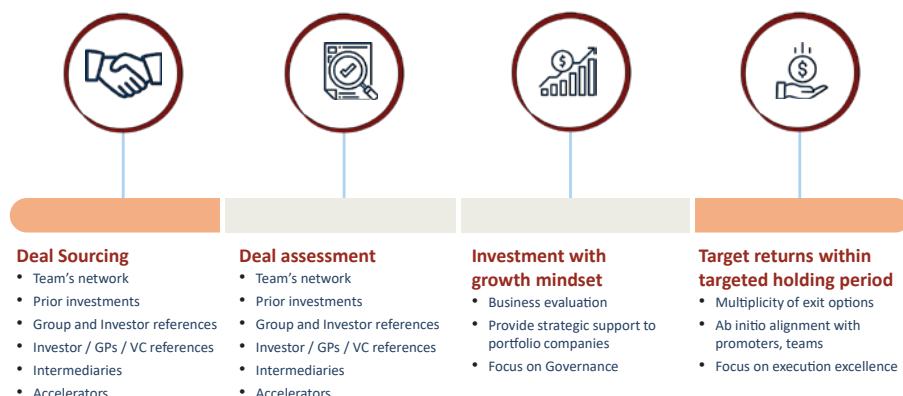 Deal Sourcing
• Team's network
• Prior investments
• Group and Investor references
• Investor / GPs / VC references
• Intermediaries
• Accelerators
Deal assessment
• Team's network
• Prior investments
• Group and Investor references
• Investor / GPs / VC references
• Intermediaries
• Accelerators
Investment with
growth mindset
• Business evaluation
• Provide strategic support to
portfolio companies
• Focus on Governance
Target returns within
targeted holding period
• Multiplicity of exit options
• Ab initio alignment with
promoters, teams
• Focus on execution excellence